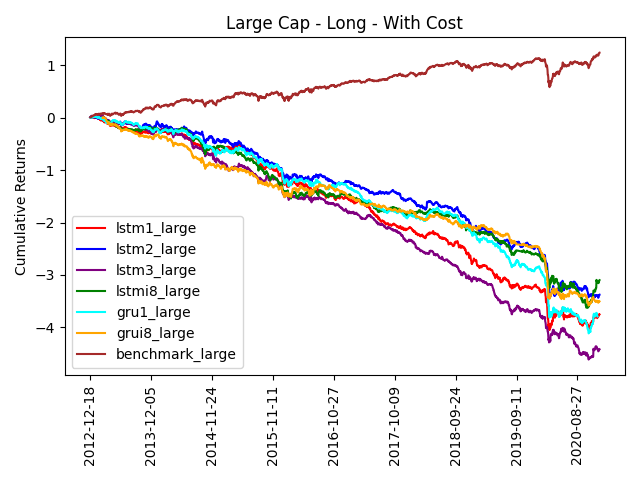 Large Cap - Long - With Cost
Cumulative Returns
1
0
−1
−2
−3
−4
lstm1_large
lstm2_large
lstm3_large
lstmi8_large
gru1_large
grui8_large
benchmark_large
2012-12-18
2013-12-05
2014-11-24
2015-11-11
2016-10-27
2017-10-09
2018-09-24
2019-09-11
2020-08-27